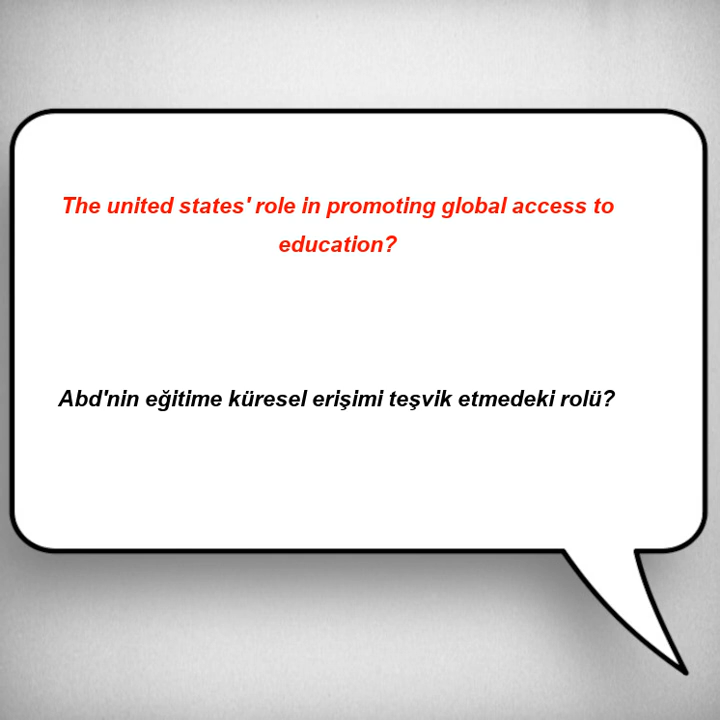 The united states' role in promoting global access to
education?
Abd'nin eğitime küresel erişimi teşvik etmedeki rolü?